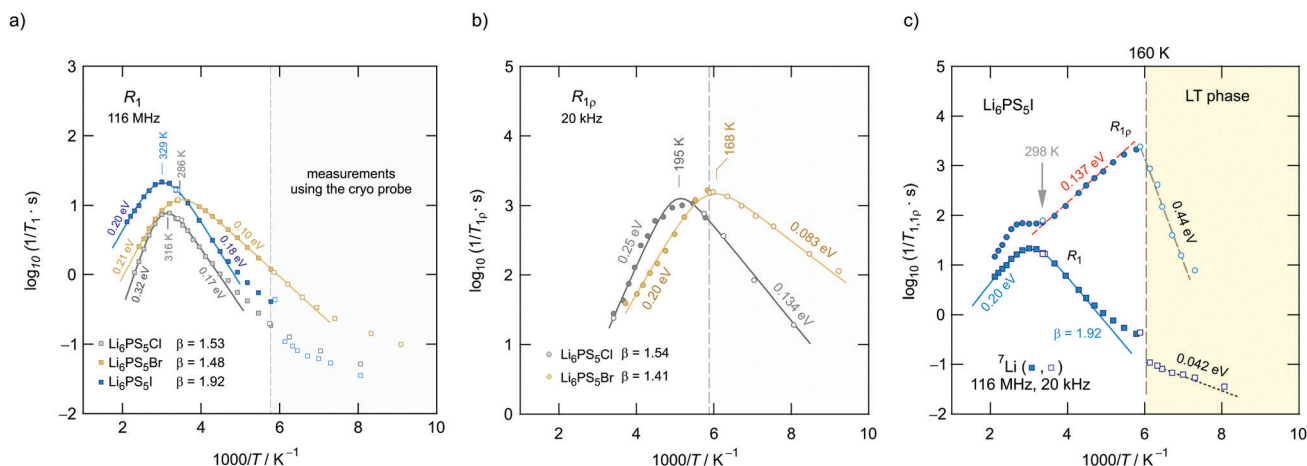 a)
3
2
1
0
−1
−2
log10 (1/T1 · s)
R1
116 MHz
329 K
286 K
316 K
0.20 eV
0.21 eV
0.32 eV
0.10 eV
0.18 eV
0.17 eV
measurements
using the cryo probe
Li6PS5Cl β = 1.53
Li6PS5Br β = 1.48
Li6PS5I β = 1.92
2 4 6 8 10
1000/T / K−1
b)
5
4
3
2
1
0
log10 (1/T1ρ · s)
R1ρ
20 kHz
195 K
168 K
0.25 eV
0.20 eV
0.083 eV
0.134 eV
Li6PS5Cl β = 1.54
Li6PS5Br β = 1.41
2 4 6 8 10
1000/T / K−1
c)
160 K
5
4
3
2
1
0
−1
−2
log10 (1/T1,1ρ · s)
Li6PS5I
R1ρ
LT phase
298 K
0.137 eV
0.44 eV
R1
0.20 eV
β = 1.92
0.042 eV
7Li ( , )
116 MHz, 20 kHz
2 4 6 8 10
1000/T / K−1